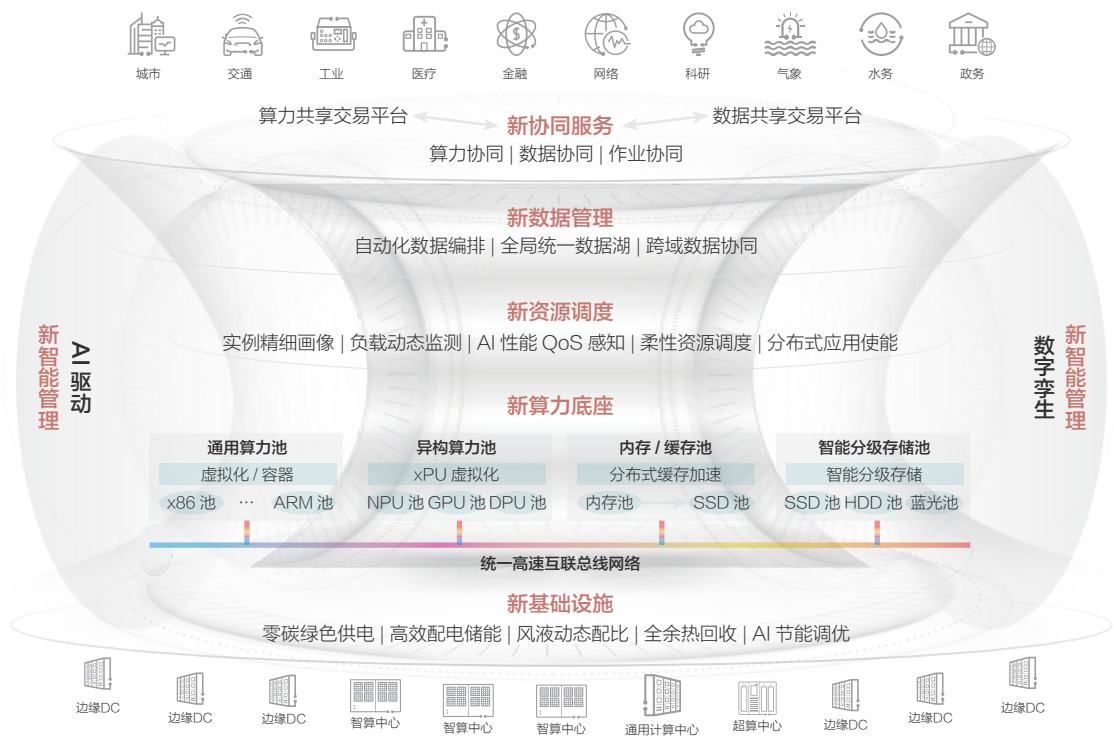 城市 交通 工业 医疗 金融 网络 科研 气象 水务 政务
算力共享交易平台 新协同服务 数据共享交易平台
算力协同 | 数据协同 | 作业协同
新数据管理
自动化数据编排 | 全局统一数据湖 | 跨域数据协同
新资源调度
实例精细画像 | 负载动态监测 | AI 性能 QoS 感知 | 柔性资源调度 | 分布式应用使能
新智能管理
AI 驱动
数字孪生
新智能管理
新算力底座
通用算力池 异构算力池 内存 / 缓存池 智能分级存储池
虚拟化 / 容器 xPU 虚拟化 分布式缓存加速 智能分级存储
x86 池 … ARM 池 NPU 池 GPU 池 DPU 池 内存池 SSD 池 SSD 池 HDD 池 蓝光池
统一高速互联总线网络
新基础设施
零碳绿色供电 | 高效配电储能 | 风液动态配比 | 全余热回收 | AI 节能调优
边缘DC 边缘DC 边缘DC 智算中心 智算中心 智算中心 通用计算中心 超算中心 边缘DC 边缘DC 边缘DC